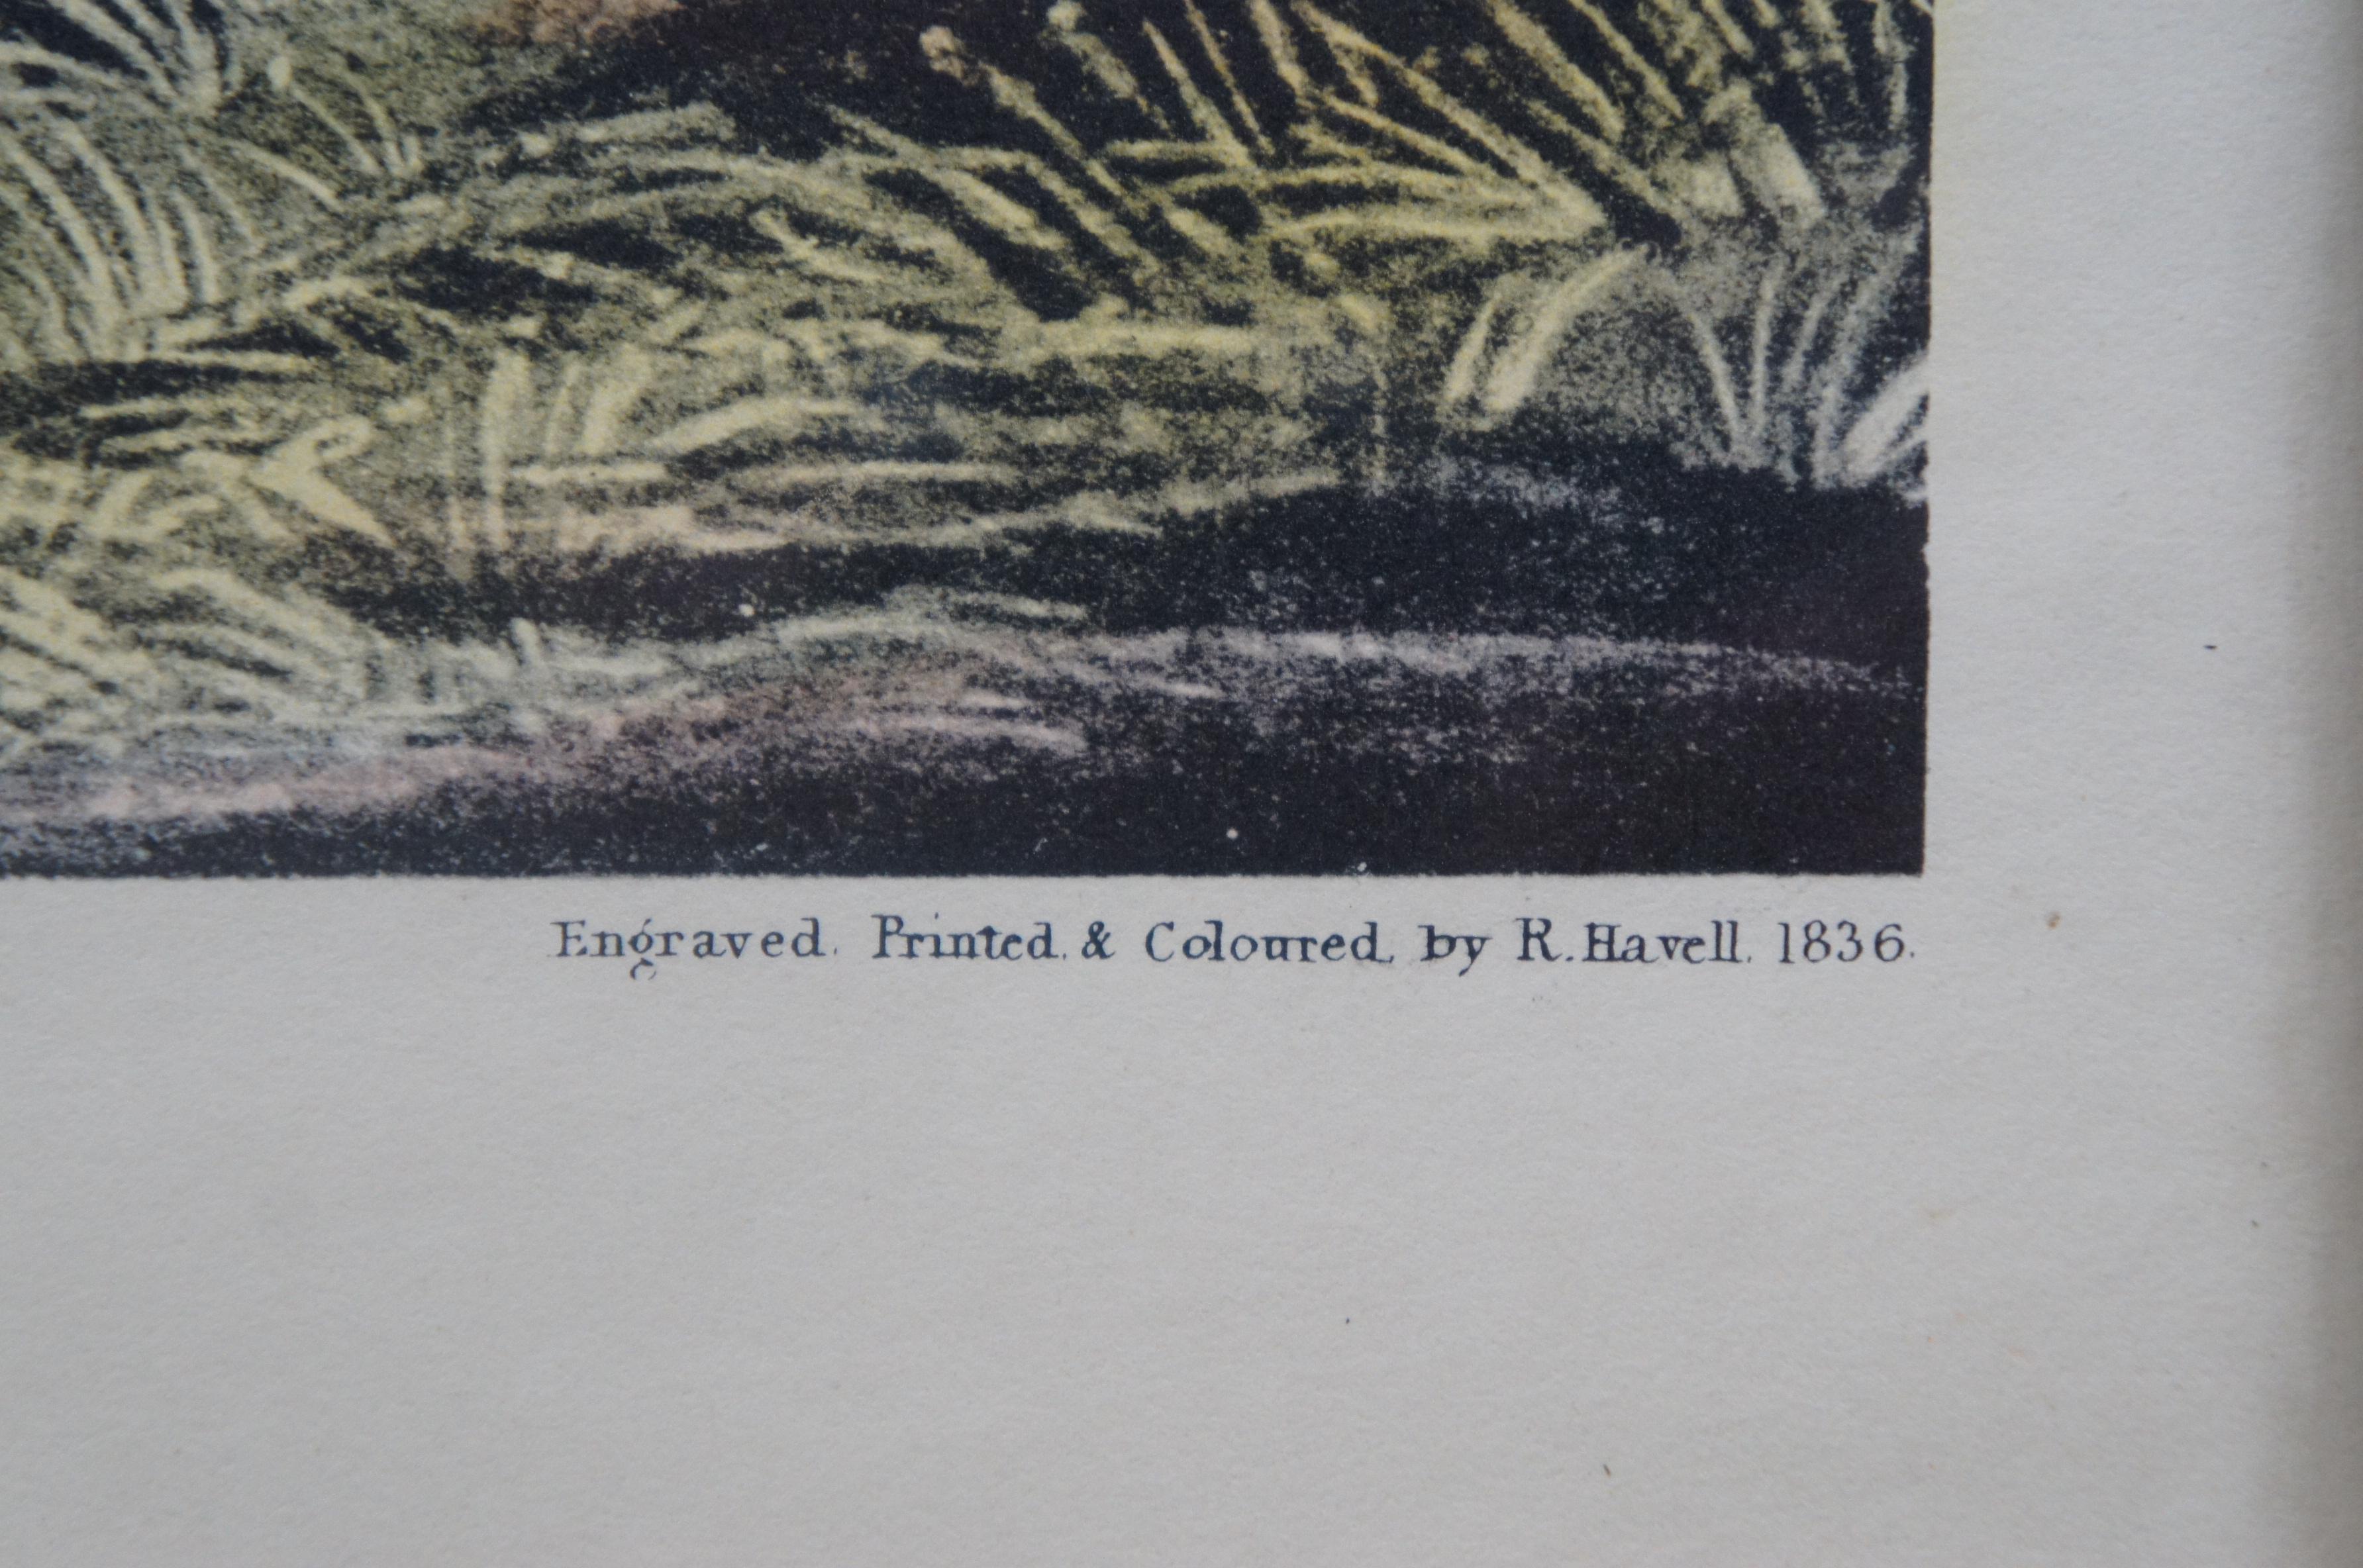 Engraved. Printed. & Coloured, by R. Havell. 1836.